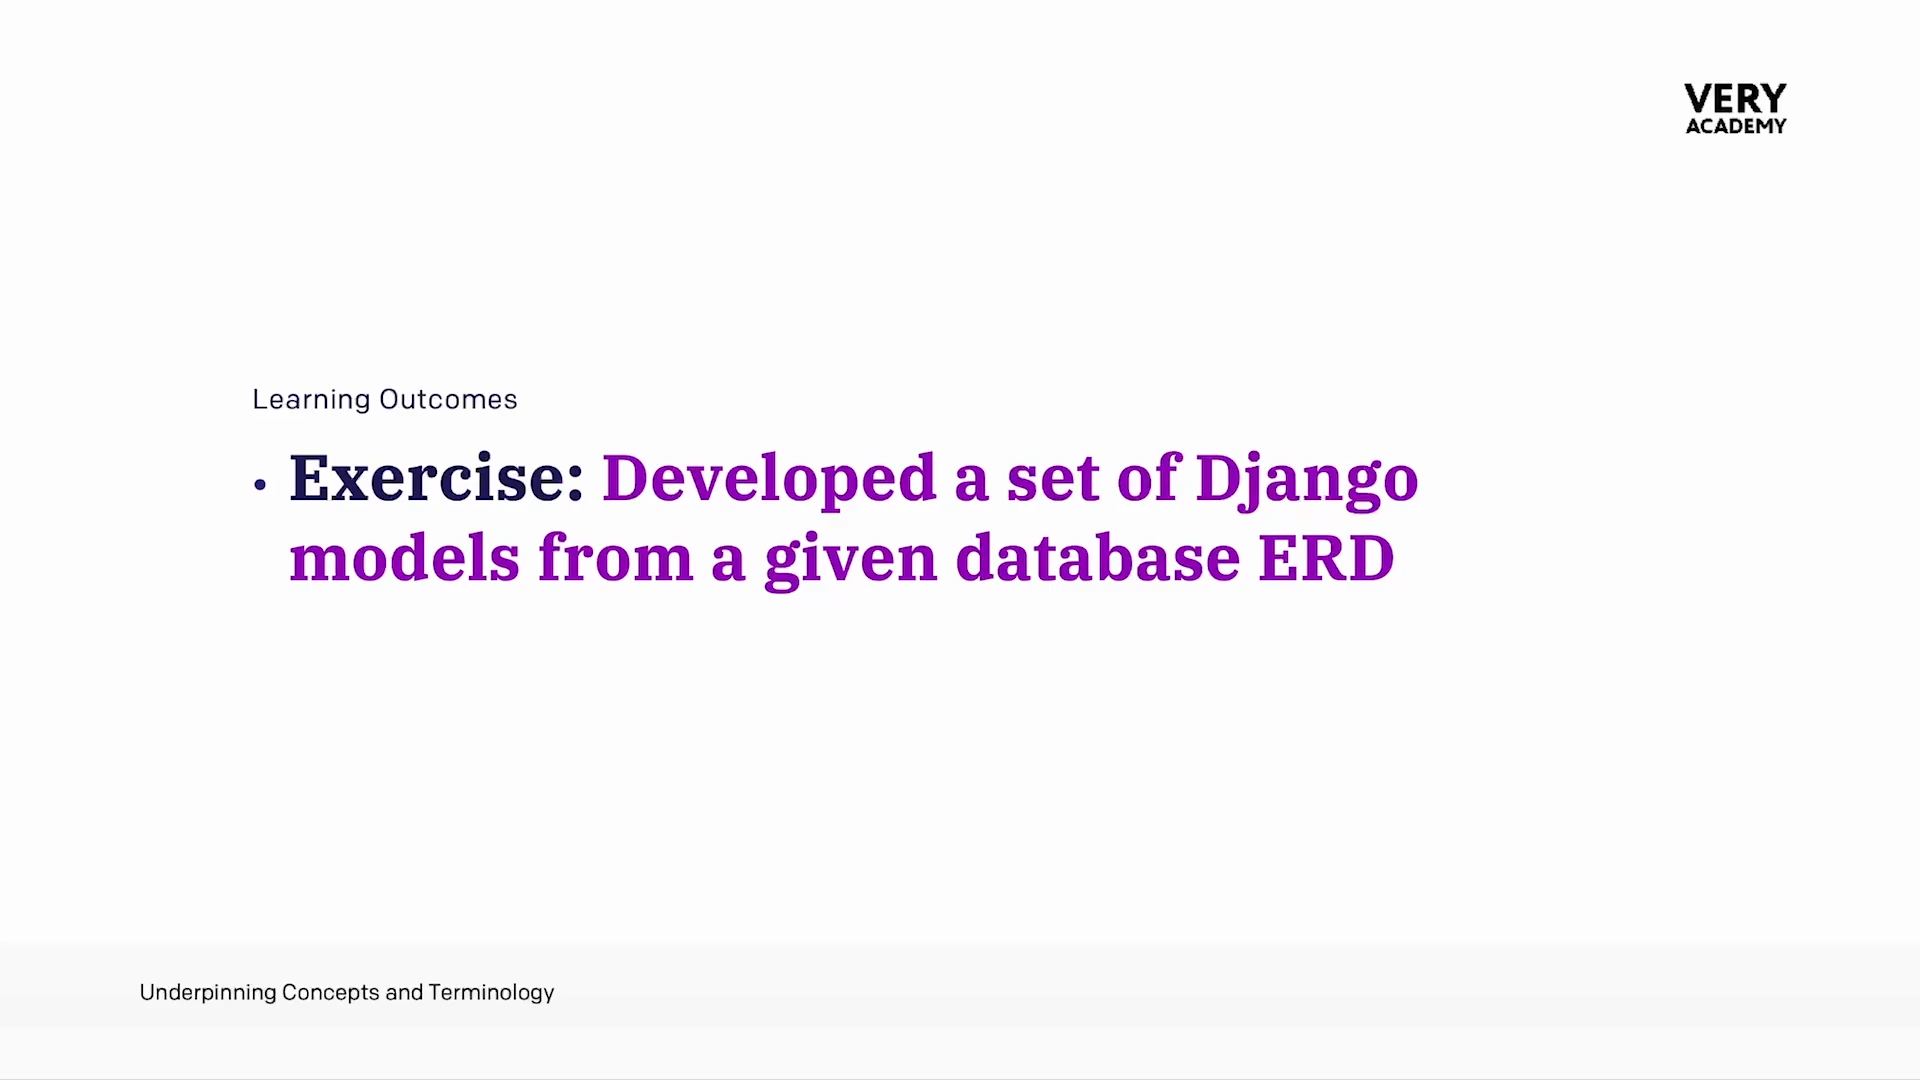 VERY
ACADEMY
Learning Outcomes
• Exercise: Developed a set of Django
models from a given database ERD
Underpinning Concepts and Terminology